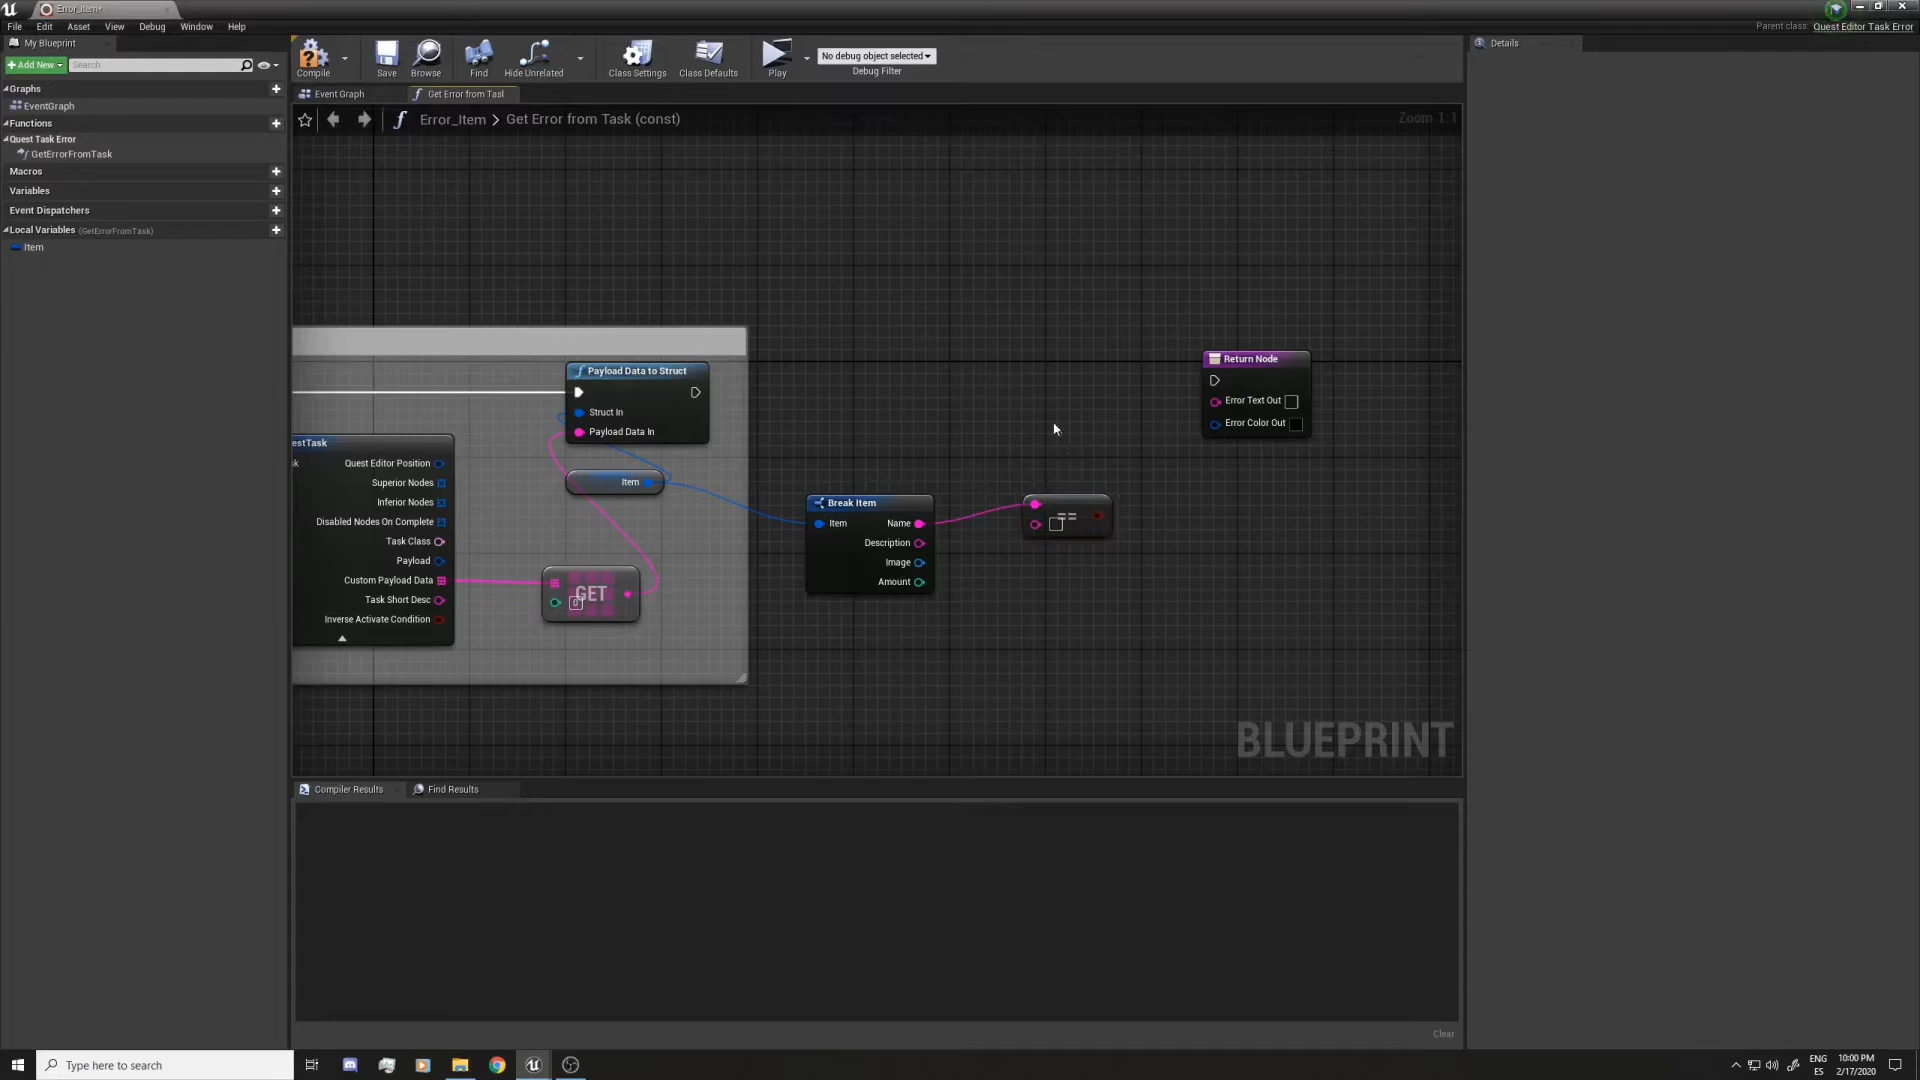 Error_Item*
File Edit Asset View Window Debug Window Help
Parent class: Quest Editor Task Error
My Blueprint
Details
Add New
Search
Compile
Save
Browse
Find
Hide Unrelated
Class Settings
Class Defaults
Play
No debug object selected
Debug Filter
Graphs
EventGraph
Functions
Quest Task Error
GetErrorFromTask
Macros
Variables
Event Dispatchers
Local Variables (GetErrorFromTask)
Item
Event Graph
Get Error from Tasl
Error_Item > Get Error from Task (const)
Zoom 1:1
Payload Data to Struct
Struct In
Payload Data In
Item
estTask
sk
Quest Editor Position
Superior Nodes
Inferior Nodes
Disabled Nodes On Complete
Task Class
Payload
Custom Payload Data
Task Short Desc
Inverse Activate Condition
GET
0
Break Item
Item
Name
Description
Image
Amount
==
Return Node
Error Text Out
Error Color Out
BLUEPRINT
Compiler Results
Find Results
Clear
Type here to search
ENG
ES
10:00 PM
2/17/2020